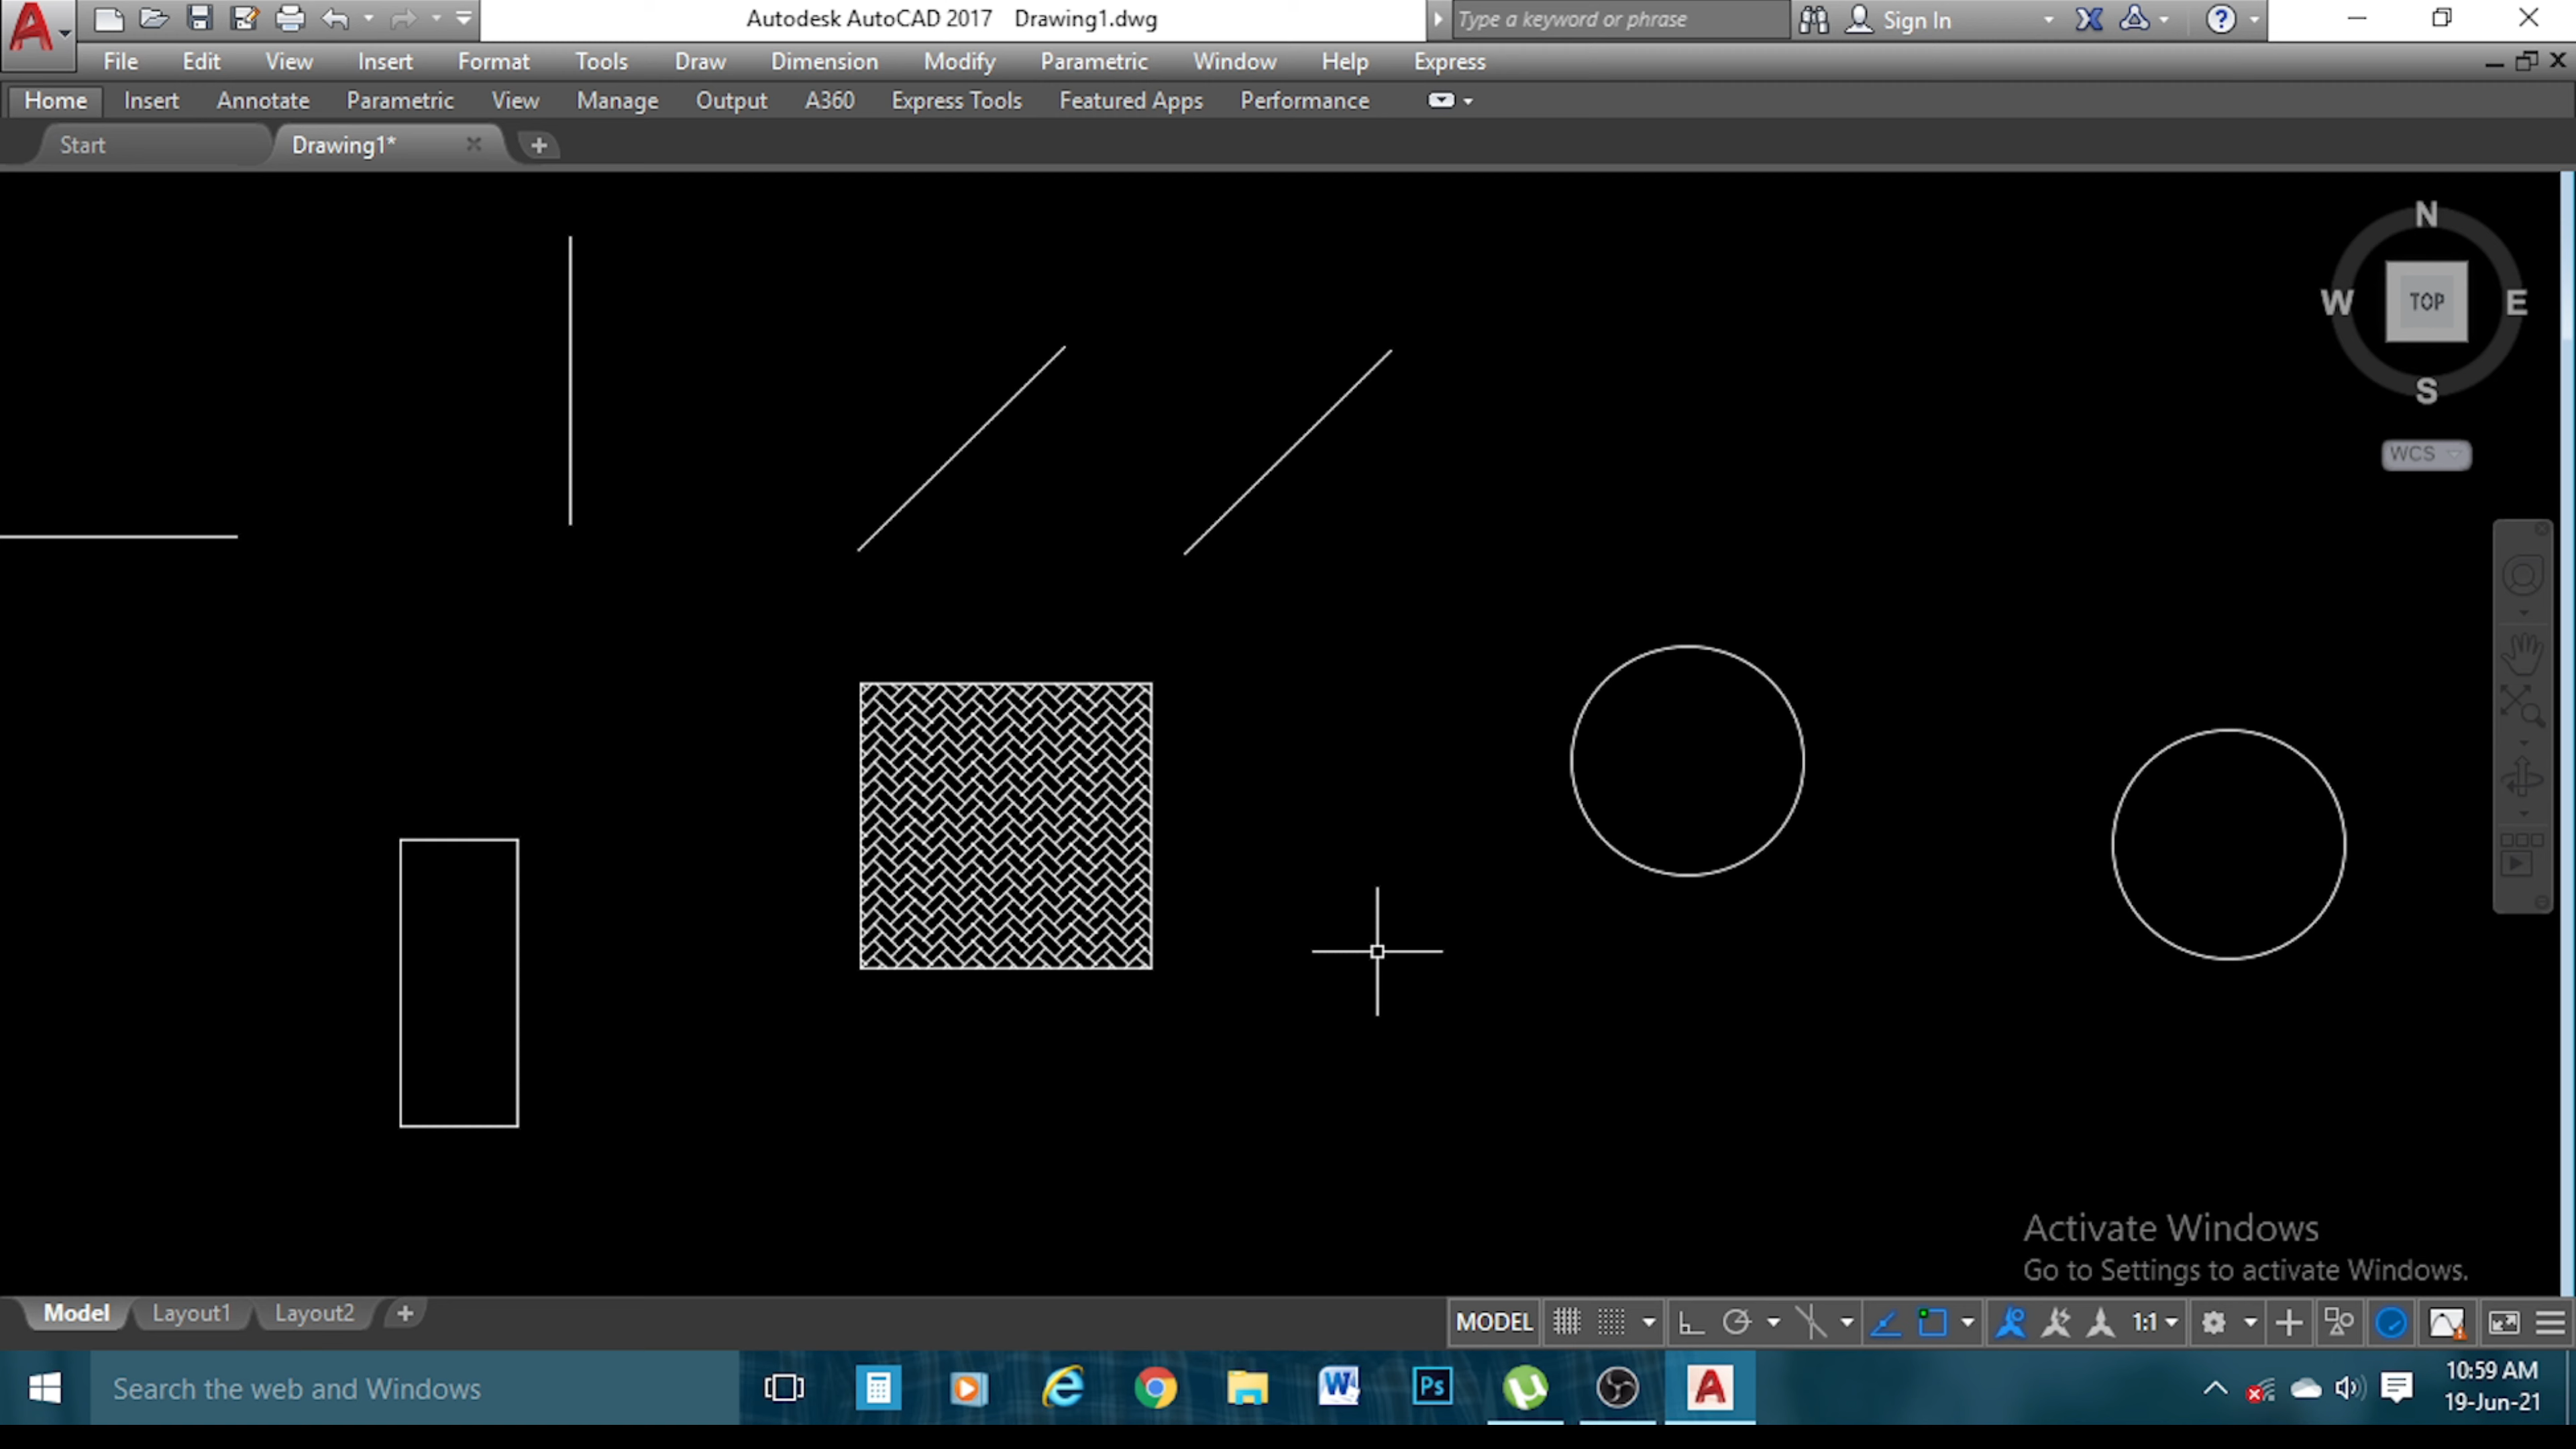 Autodesk AutoCAD 2017 Drawing1.dwg
Type a keyword or phrase
Sign In
File Edit View Insert Format Tools Draw Dimension Modify Parametric Window Help Express
Home Insert Annotate Parametric View Manage Output A360 Express Tools Featured Apps Performance
Start Drawing1*
N
W TOP E
S
WCS
Activate Windows
Go to Settings to activate Windows.
Model Layout1 Layout2
MODEL 1:1
Search the web and Windows
W Ps
10:59 AM
19-Jun-21